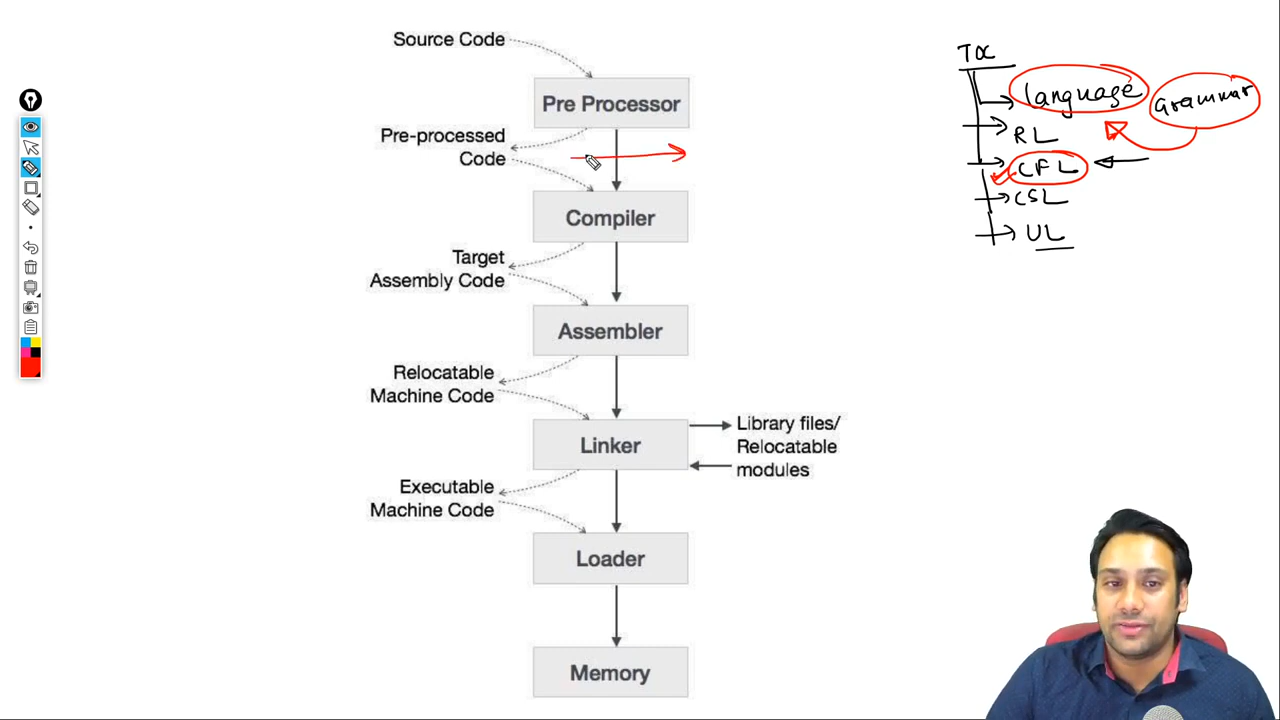 Source Code
Pre Processor
Pre-processed
Code
Compiler
Target
Assembly Code
Assembler
Relocatable
Machine Code
Linker
Library files/
Relocatable
modules
Executable
Machine Code
Loader
Memory
TOC
language
Grammar
RL
CFL
CSL
UL